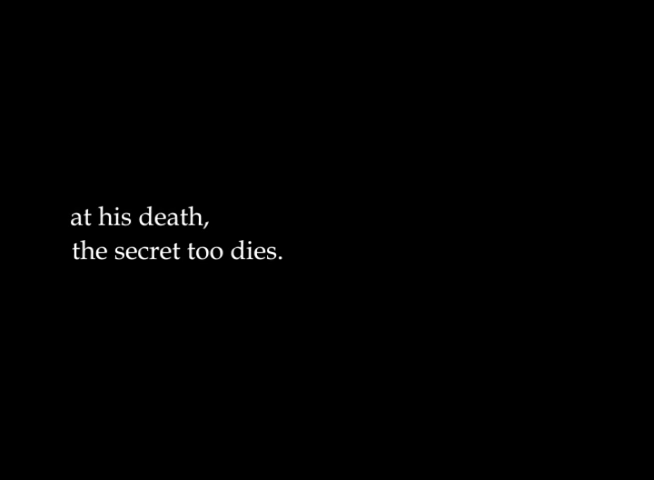 at his death,
the secret too dies.